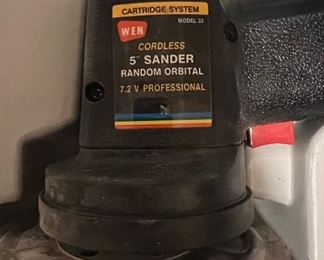 CARTRIDGE SYSTEM
MODEL 33
WEN
CORDLESS
5" SANDER
RANDOM ORBITAL
7.2 V PROFESSIONAL